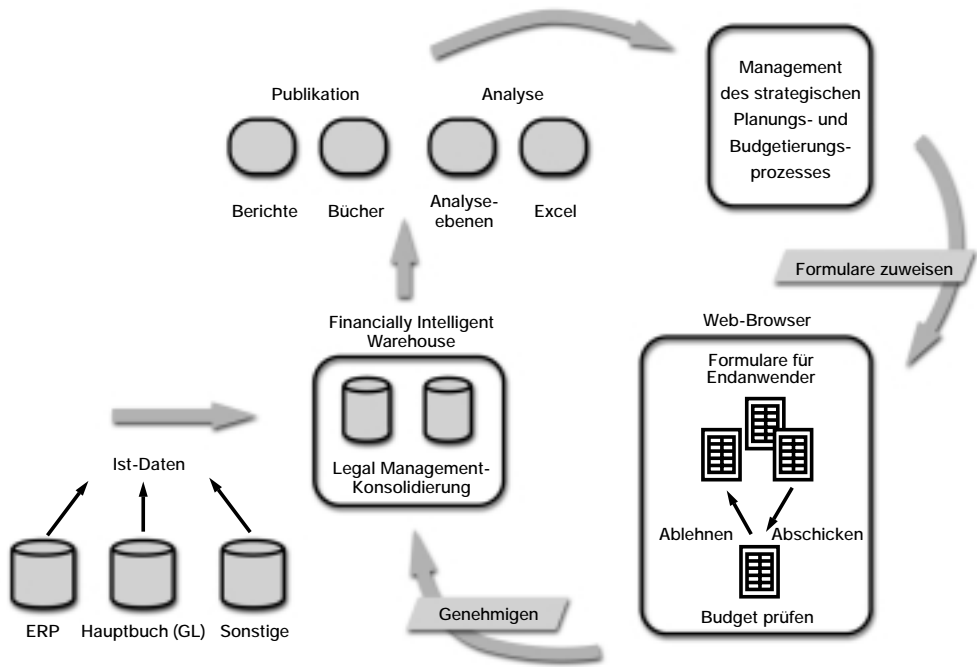 Publikation
Analyse
Berichte
Bücher
Analyse-
ebenen
Excel
Management
des strategischen
Planungs- und
Budgetierungs-
prozesses
Formulare zuweisen
Web-Browser
Formulare für
Endanwender
Ablehnen
Abschicken
Budget prüfen
Genehmigen
Financially Intelligent
Warehouse
Legal Management-
Konsolidierung
Ist-Daten
ERP
Hauptbuch (GL)
Sonstige